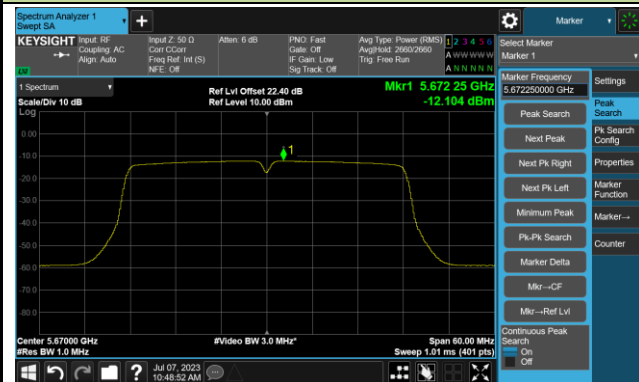 Spectrum Analyzer 1
Swept SA
Marker
KEYSIGHT
Input: RF
Coupling: AC
Align: Auto
Input Z: 50 Ω
Corr CCorr
Freq Ref: Int (S)
NFE: Off
Atten: 6 dB
PNO: Fast
Gate: Off
IF Gain: Low
Sig Track: Off
Avg Type: Power (RMS)
Avg|Hold: 2660/2660
Trig: Free Run
1 2 3 4 5 6
A W W W W W
A N N N N N
LXI
Select Marker
Marker 1
1 Spectrum
Scale/Div 10 dB
Log
Ref Lvl Offset 22.40 dB
Ref Level 10.00 dBm
Mkr1 5.672 25 GHz
-12.104 dBm
0.00
-10.0
-20.0
-30.0
-40.0
-50.0
-60.0
-70.0
-80.0
1
Center 5.67000 GHz
#Res BW 1.0 MHz
#Video BW 3.0 MHz*
Span 60.00 MHz
Sweep 1.01 ms (401 pts)
Marker Frequency
5.672250000 GHz
Peak Search
Next Peak
Next Pk Right
Next Pk Left
Minimum Peak
Pk-Pk Search
Marker Delta
Mkr→CF
Mkr→Ref Lvl
Continuous Peak
Search
On
Off
Settings
Peak
Search
Pk Search
Config
Properties
Marker
Function
Marker→
Counter
Jul 07, 2023
10:48:52 AM